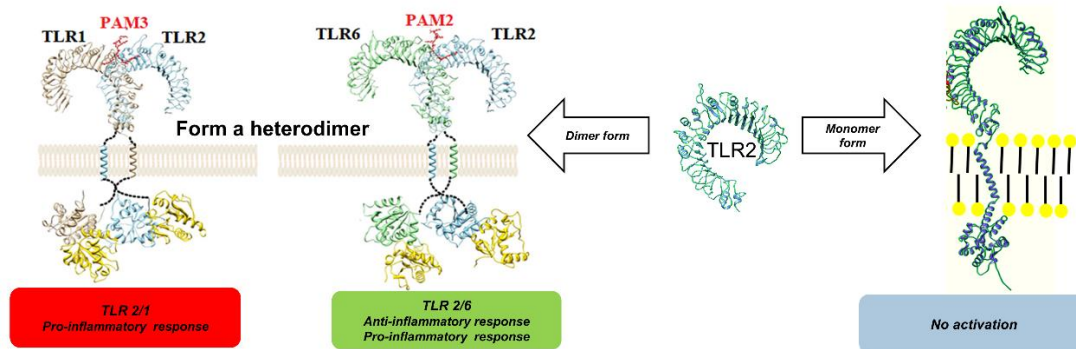 PAM3
TLR1
TLR2
PAM2
TLR6
TLR2
Form a heterodimer
Dimer form
TLR2
Monomer
form
TLR 2/1
Pro-inflammatory response
TLR 2/6
Anti-inflammatory response
Pro-inflammatory response
No activation